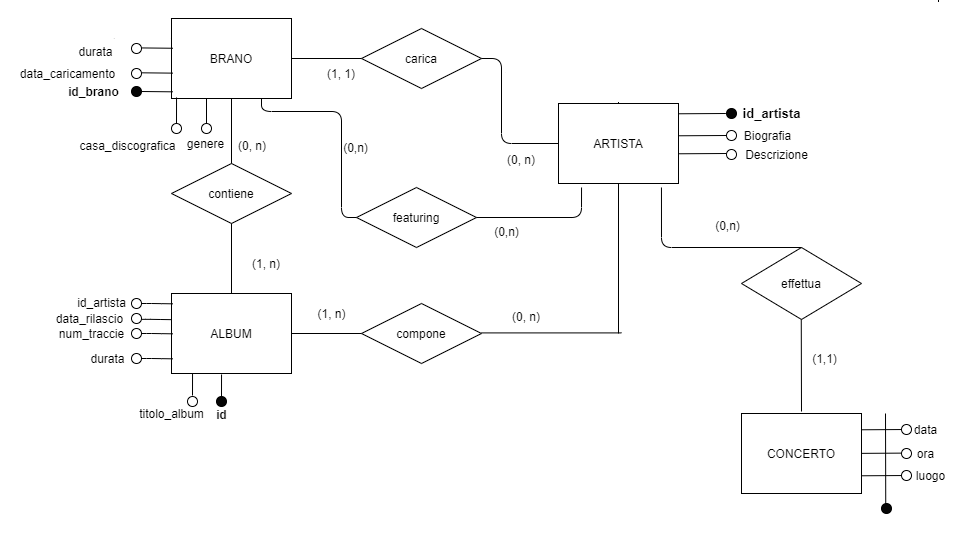 durata
data_caricamento
id_brano
BRANO
casa_discografica
genere
(1, 1)
carica
(0, n)
ARTISTA
id_artista
Biografia
Descrizione
(0, n)
contiene
(1, n)
(0,n)
featuring
(0,n)
(0,n)
effettua
(1,1)
id_artista
data_rilascio
num_traccie
durata
ALBUM
titolo_album
id
(1, n)
compone
(0, n)
CONCERTO
data
ora
luogo